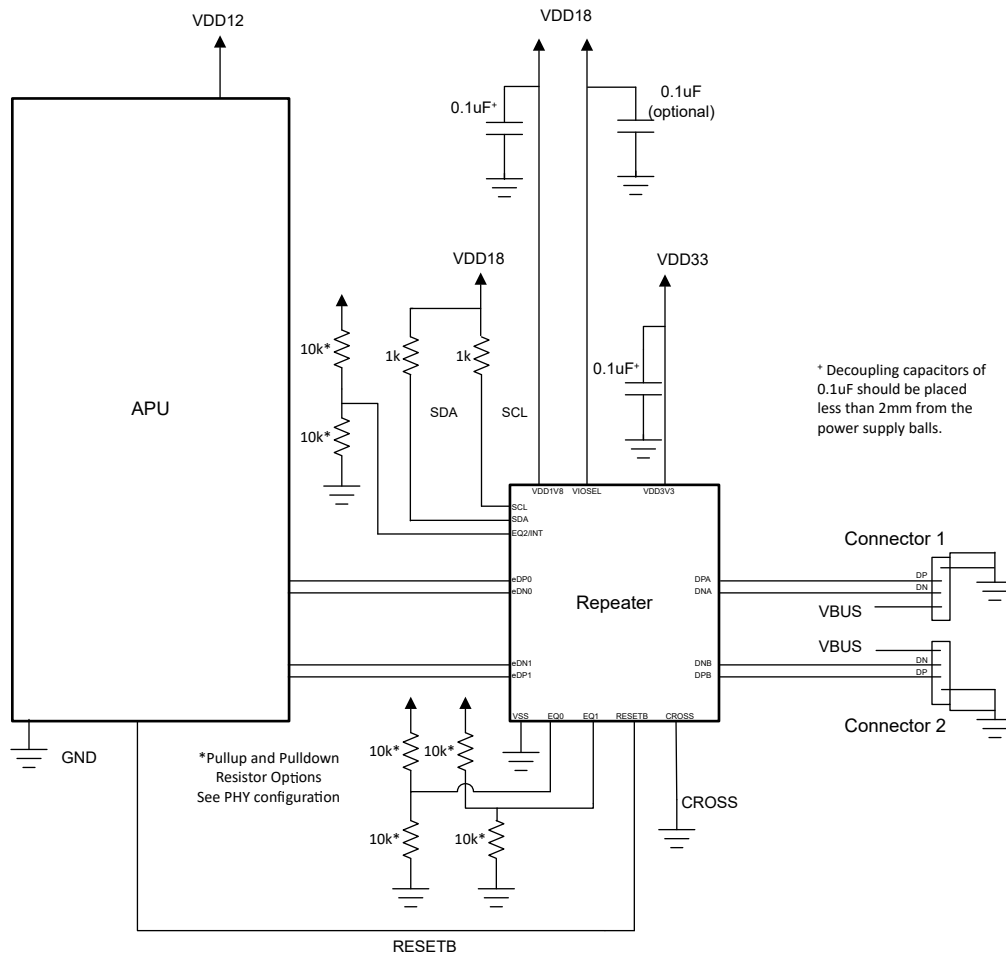 VDD12
VDD18
0.1uF⁺
0.1uF
(optional)
VDD18
VDD33
10k*
1k
1k
0.1uF⁺
⁺ Decoupling capacitors of
0.1uF should be placed
less than 2mm from the
power supply balls.
APU
SDA
SCL
10k*
VDD1V8
VIOSEL
VDD3V3
SCL
SDA
EQ2/INT
Connector 1
eDP0
eDN0
DPA
DNA
DP
DN
Repeater
VBUS
VBUS
eDN1
eDP1
DNB
DPB
DN
DP
VSS
EQ0
EQ1
RESETB
CROSS
Connector 2
GND
*Pullup and Pulldown
Resistor Options
See PHY configuration
10k*
10k*
CROSS
10k*
10k*
RESETB